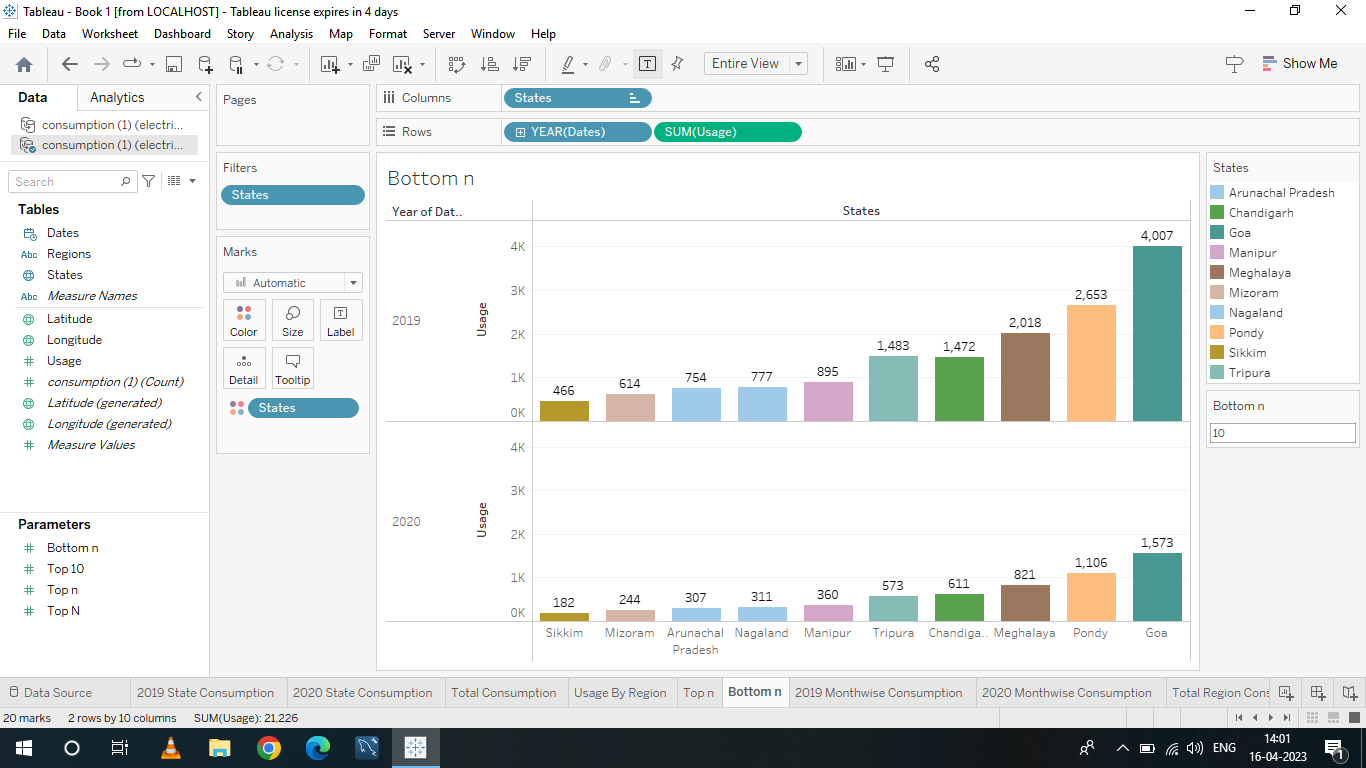 Tableau - Book 1 [from LOCALHOST] - Tableau license expires in 4 days
File Data Worksheet Dashboard Story Analysis Map Format Server Window Help
Entire View
Show Me
Data Analytics
consumption (1) (electri...
consumption (1) (electri...
Search
Tables
Dates
Abc Regions
States
Abc Measure Names
Latitude
Longitude
Usage
consumption (1) (Count)
Latitude (generated)
Longitude (generated)
Measure Values
Parameters
Bottom n
Top 10
Top n
Top N
Pages
Filters
States
Marks
Automatic
Color Size Label
Detail Tooltip
States
Columns States
Rows YEAR(Dates) SUM(Usage)
Bottom n
Year of Dat.. States
2019
Usage
4K
3K
2K
1K
0K
466 614 754 777 895 1,483 1,472 2,018 2,653 4,007
2020
Usage
4K
3K
2K
1K
0K
182 244 307 311 360 573 611 821 1,106 1,573
Sikkim Mizoram Arunachal Pradesh Nagaland Manipur Tripura Chandiga.. Meghalaya Pondy Goa
States
Arunachal Pradesh
Chandigarh
Goa
Manipur
Meghalaya
Mizoram
Nagaland
Pondy
Sikkim
Tripura
Bottom n
10
Data Source 2019 State Consumption 2020 State Consumption Total Consumption Usage By Region Top n Bottom n 2019 Monthwise Consumption 2020 Monthwise Consumption Total Region Cons
20 marks 2 rows by 10 columns SUM(Usage): 21,226
ENG
14:01
16-04-2023
1